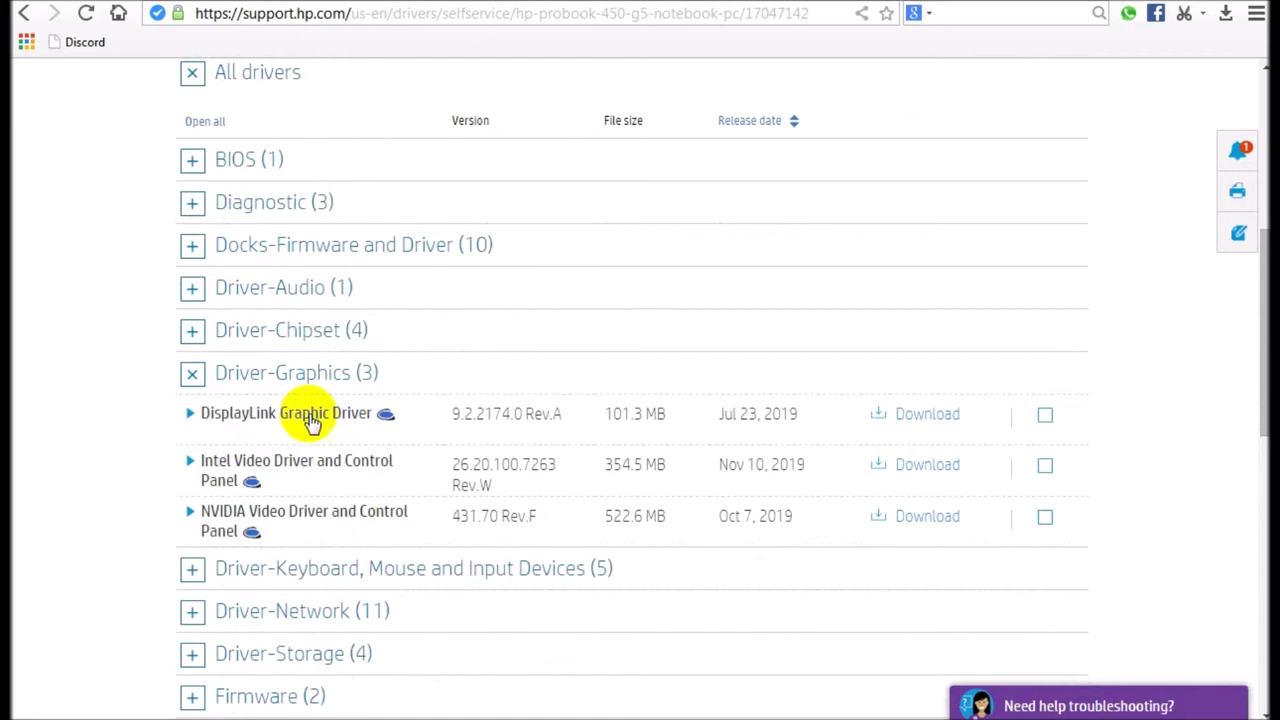 https://support.hp.com/us-en/drivers/selfservice/hp-probook-450-g5-notebook-pc/17047142
Discord
All drivers
Open all Version File size Release date
BIOS (1)
Diagnostic (3)
Docks-Firmware and Driver (10)
Driver-Audio (1)
Driver-Chipset (4)
Driver-Graphics (3)
DisplayLink Graphic Driver 9.2.2174.0 Rev.A 101.3 MB Jul 23, 2019 Download
Intel Video Driver and Control 26.20.100.7263 354.5 MB Nov 10, 2019 Download
Panel Rev.W
NVIDIA Video Driver and Control 431.70 Rev.F 522.6 MB Oct 7, 2019 Download
Panel
Driver-Keyboard, Mouse and Input Devices (5)
Driver-Network (11)
Driver-Storage (4)
Firmware (2)
Need help troubleshooting?
1
8